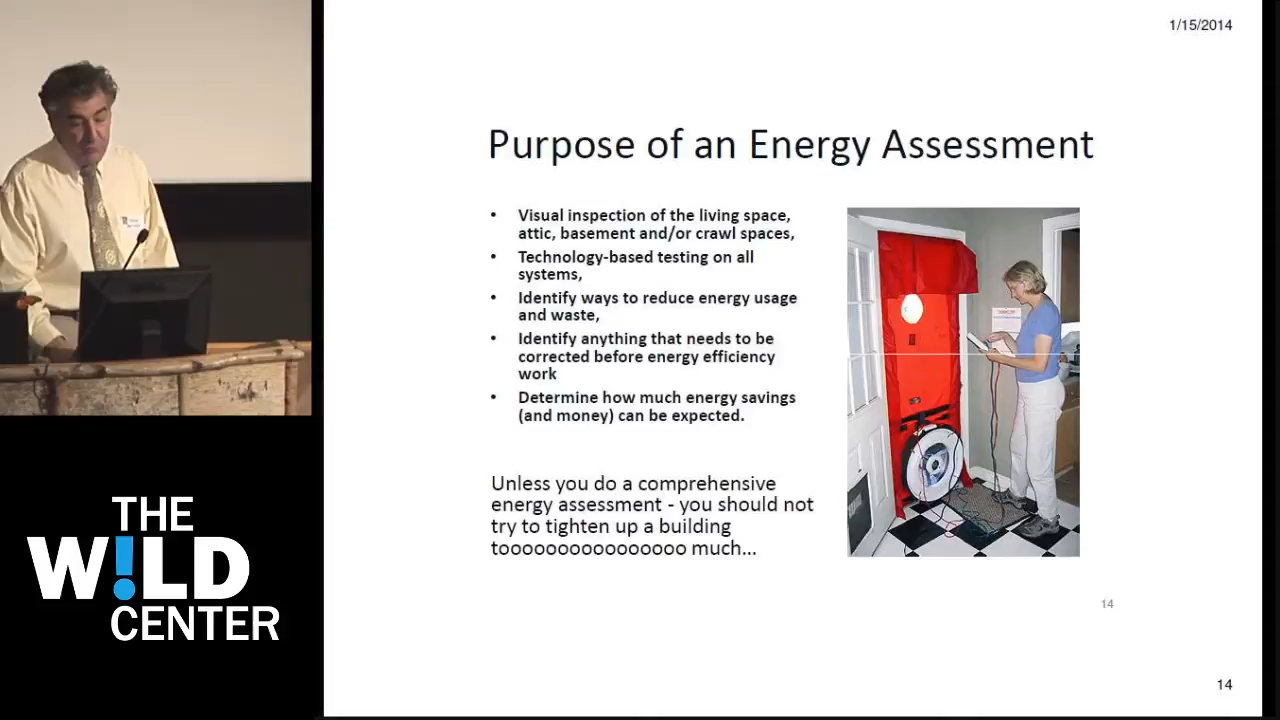 1/15/2014
Purpose of an Energy Assessment
• Visual inspection of the living space,
attic, basement and/or crawl spaces,
• Technology-based testing on all
systems,
• Identify ways to reduce energy usage
and waste,
• Identify anything that needs to be
corrected before energy efficiency
work
• Determine how much energy savings
(and money) can be expected.
Unless you do a comprehensive
energy assessment - you should not
try to tighten up a building
toooooooooooooooo much...
14
14
THE
W!LD
CENTER